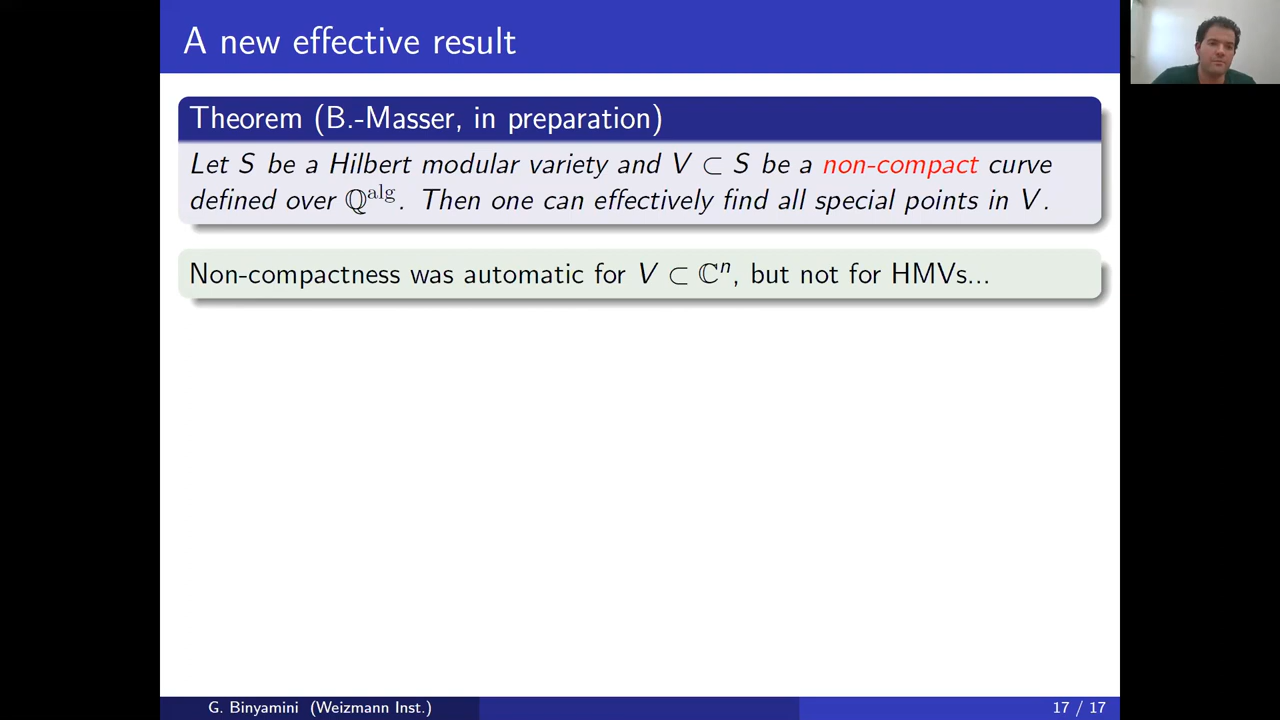 A new effective result
Theorem (B.-Masser, in preparation)
Let S be a Hilbert modular variety and V ⊂ S be a non-compact curve
defined over ℚ^alg. Then one can effectively find all special points in V.
Non-compactness was automatic for V ⊂ ℂⁿ, but not for HMVs...
G. Binyamini (Weizmann Inst.)
17 / 17